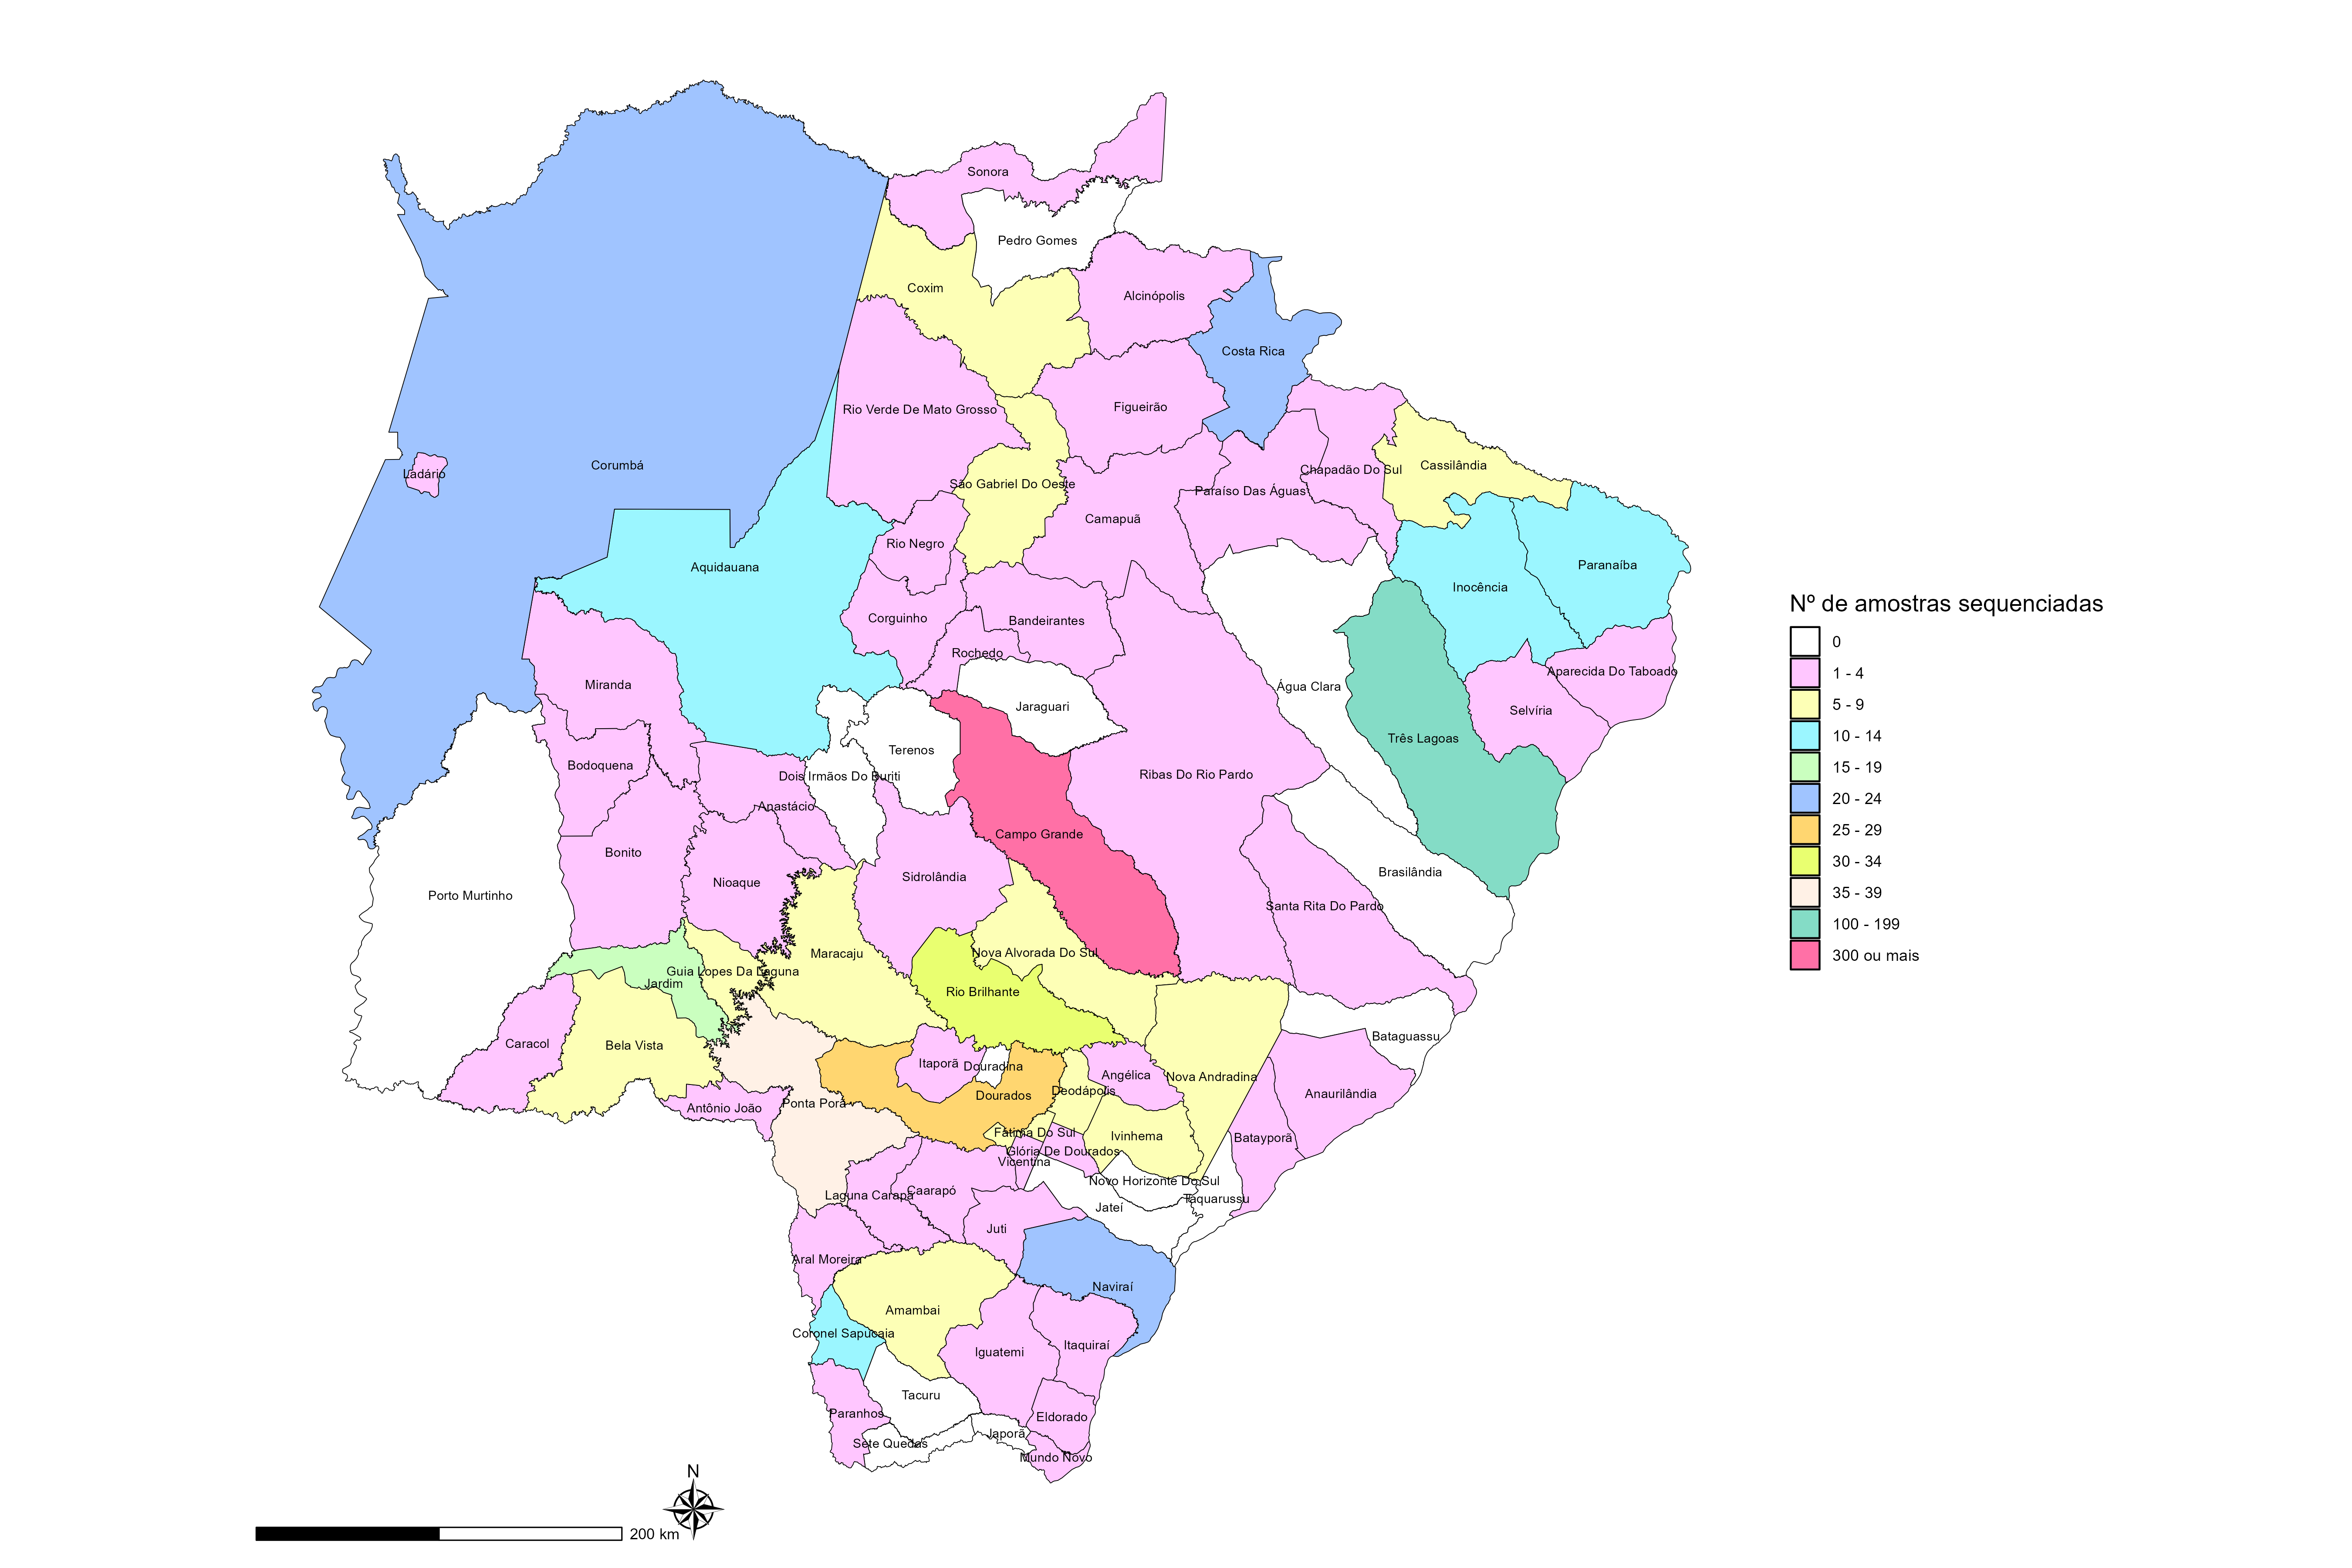 Sonora
Pedro Gomes
Coxim
Alcinópolis
Costa Rica
Rio Verde De Mato Grosso
Figueirão
Corumbá
Ladário
São Gabriel Do Oeste
Chapadão Do Sul
Cassilândia
Paraíso Das Águas
Camapuã
Rio Negro
Aquidauana
Paranaíba
Inocência
Corguinho
Bandeirantes
Rochedo
Aparecida Do Taboado
Miranda
Água Clara
Jaraguari
Selvíria
Terenos
Três Lagoas
Bodoquena
Dois Irmãos Do Buriti
Ribas Do Rio Pardo
Anastácio
Campo Grande
Bonito
Brasilândia
Sidrolândia
Nioaque
Porto Murtinho
Santa Rita Do Pardo
Maracaju
Nova Alvorada Do Sul
Guia Lopes Da Laguna
Jardim
Rio Brilhante
Bataguassu
Caracol
Bela Vista
Itaporã
Douradina
Angélica
Nova Andradina
Deodápolis
Anaurilândia
Dourados
Ponta Porã
Antônio João
Fátima Do Sul
Ivinhema
Batayporã
Glória De Dourados
Vicentina
Novo Horizonte Do Sul
Caarapó
Laguna Carapã
Taquarussu
Jateí
Juti
Aral Moreira
Naviraí
Amambai
Coronel Sapucaia
Itaquiraí
Iguatemi
Tacuru
Paranhos
Eldorado
Japorã
Sete Quedas
Mundo Novo
Nº de amostras sequenciadas
0
1 - 4
5 - 9
10 - 14
15 - 19
20 - 24
25 - 29
30 - 34
35 - 39
100 - 199
300 ou mais
N
200 km